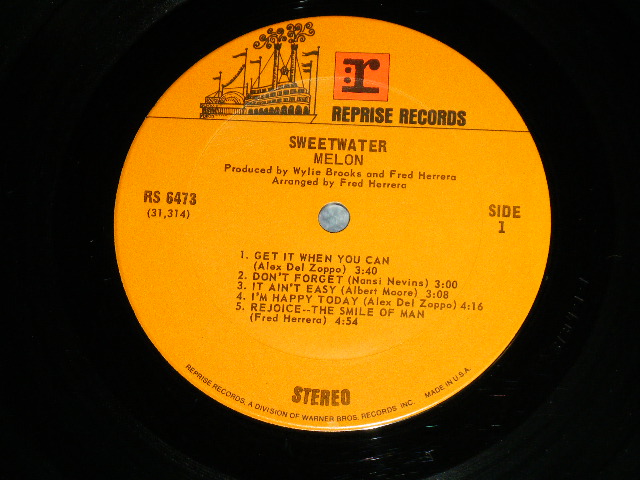 r:
REPRISE RECORDS
SWEETWATER
MELON
Produced by Wylie Brooks and Fred Herrera
Arranged by Fred Herrera
RS 6473
(31,314)
SIDE
1
1. GET IT WHEN YOU CAN
(Alex Del Zoppo) 3:40
2. DON'T FORGET (Nansi Nevins) 3:00
3. IT AIN'T EASY (Albert Moore) 3:08
4. I'M HAPPY TODAY (Alex Del Zoppo) 4:16
5. REJOICE--THE SMILE OF MAN
(Fred Herrera) 4:54
STEREO
REPRISE RECORDS, A DIVISION OF WARNER BROS. RECORDS INC. MADE IN U.S.A.